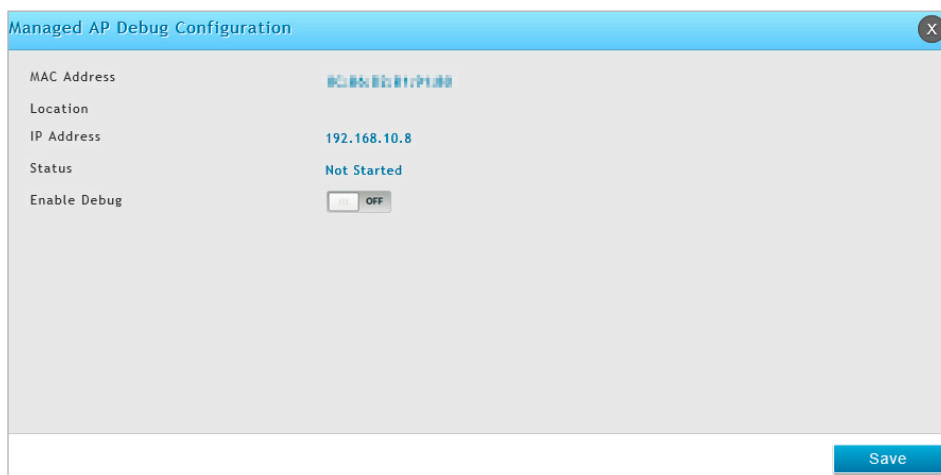 Managed AP Debug Configuration
X
MAC Address
Location
IP Address 192.168.10.8
Status Not Started
Enable Debug OFF
Save